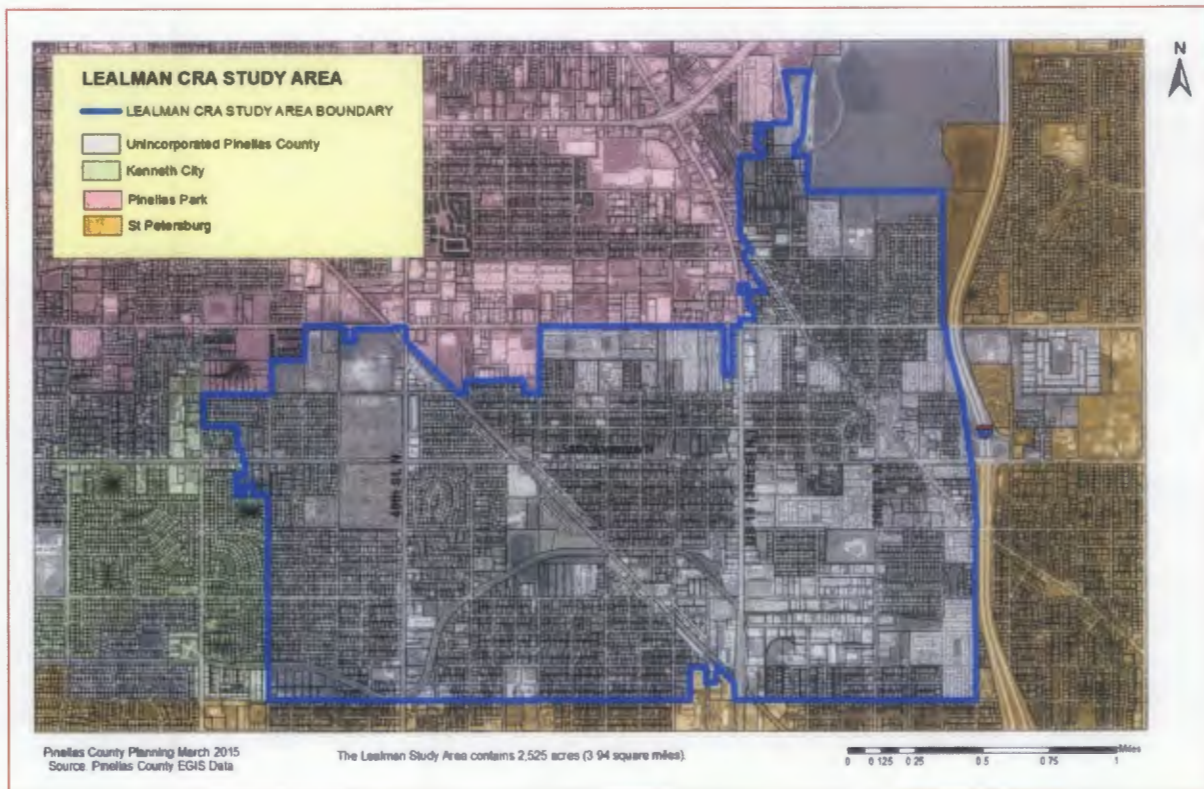 LEALMAN CRA STUDY AREA
LEALMAN CRA STUDY AREA BOUNDARY
Unincorporated Pinellas County
Kenneth City
Pinellas Park
St Petersburg
N
49th St. N
Pinellas County Planning March 2015
Source: Pinellas County EGIS Data
The Lealman Study Area contains 2,525 acres (3.94 square miles).
Miles
0 0.125 0.25 0.5 0.75 1